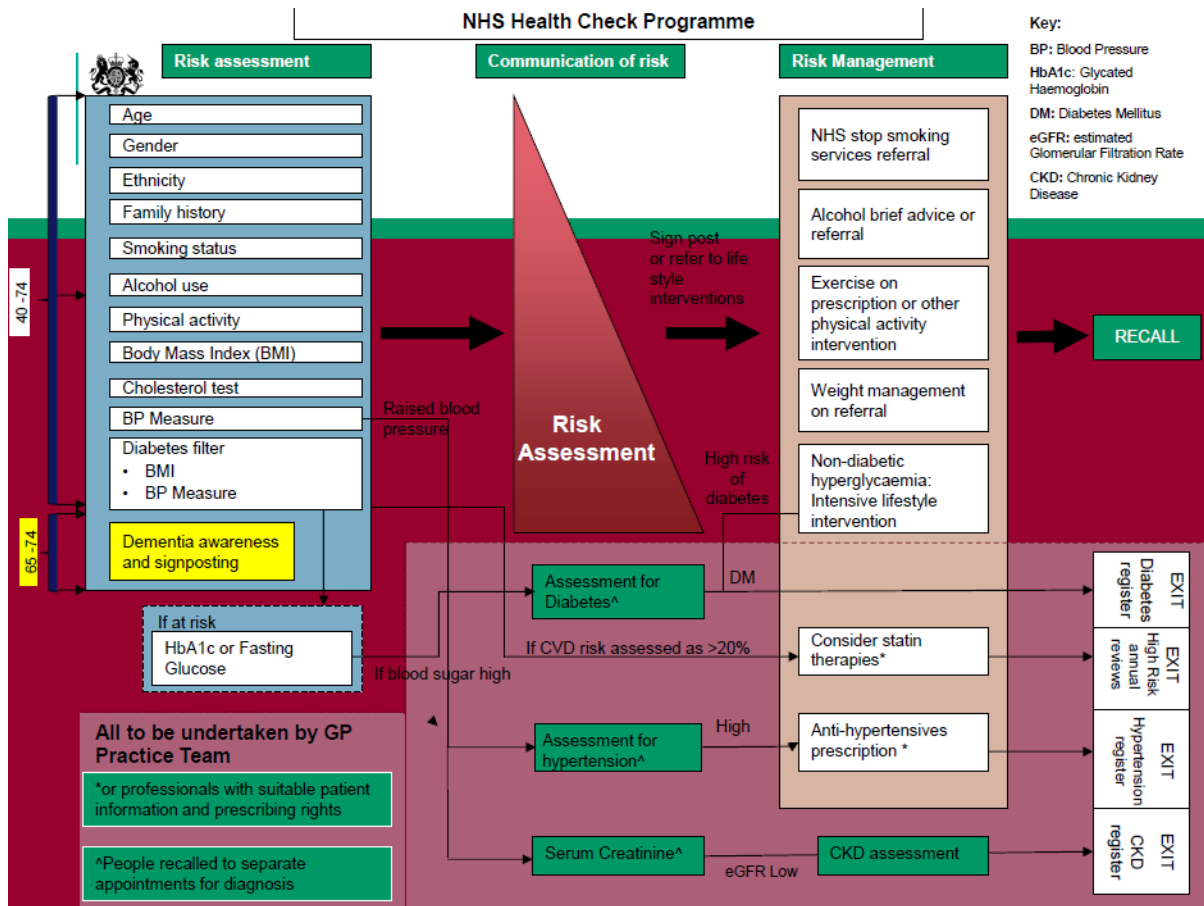 NHS Health Check Programme
Key:
BP: Blood Pressure
HbA1c: Glycated
Haemoglobin
DM: Diabetes Mellitus
eGFR: estimated
Glomerular Filtration Rate
CKD: Chronic Kidney
Disease
Risk assessment
Communication of risk
Risk Management
Age
Gender
Ethnicity
Family history
Smoking status
Alcohol use
Physical activity
Body Mass Index (BMI)
Cholesterol test
BP Measure
Diabetes filter
• BMI
• BP Measure
Dementia awareness
and signposting
40 -74
65 -74
If at risk
HbA1c or Fasting
Glucose
Raised blood
pressure
If blood sugar high
Risk
Assessment
Sign post
or refer to life
style
interventions
High risk
of
diabetes
NHS stop smoking
services referral
Alcohol brief advice or
referral
Exercise on
prescription or other
physical activity
intervention
Weight management
on referral
Non-diabetic
hyperglycaemia:
Intensive lifestyle
intervention
RECALL
Assessment for
Diabetes^
DM
If CVD risk assessed as >20%
Consider statin
therapies*
Assessment for
hypertension^
High
Anti-hypertensives
prescription *
Serum Creatinine^
eGFR Low
CKD assessment
EXIT
Diabetes
register
EXIT
High Risk
annual
reviews
EXIT
Hypertension
register
EXIT
CKD
register
All to be undertaken by GP
Practice Team
*or professionals with suitable patient
information and prescribing rights
^People recalled to separate
appointments for diagnosis